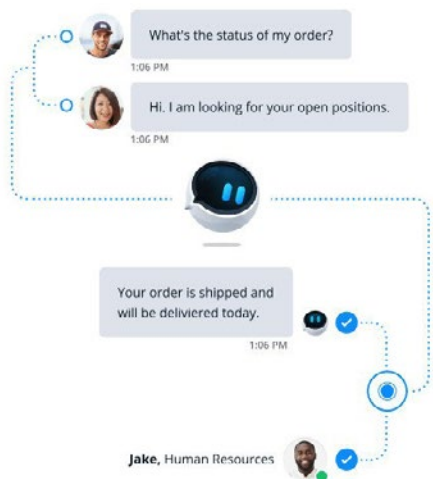 What's the status of my order?
1:06 PM
Hi. I am looking for your open positions.
1:06 PM
Your order is shipped and
will be deliviered today.
1:06 PM
Jake, Human Resources